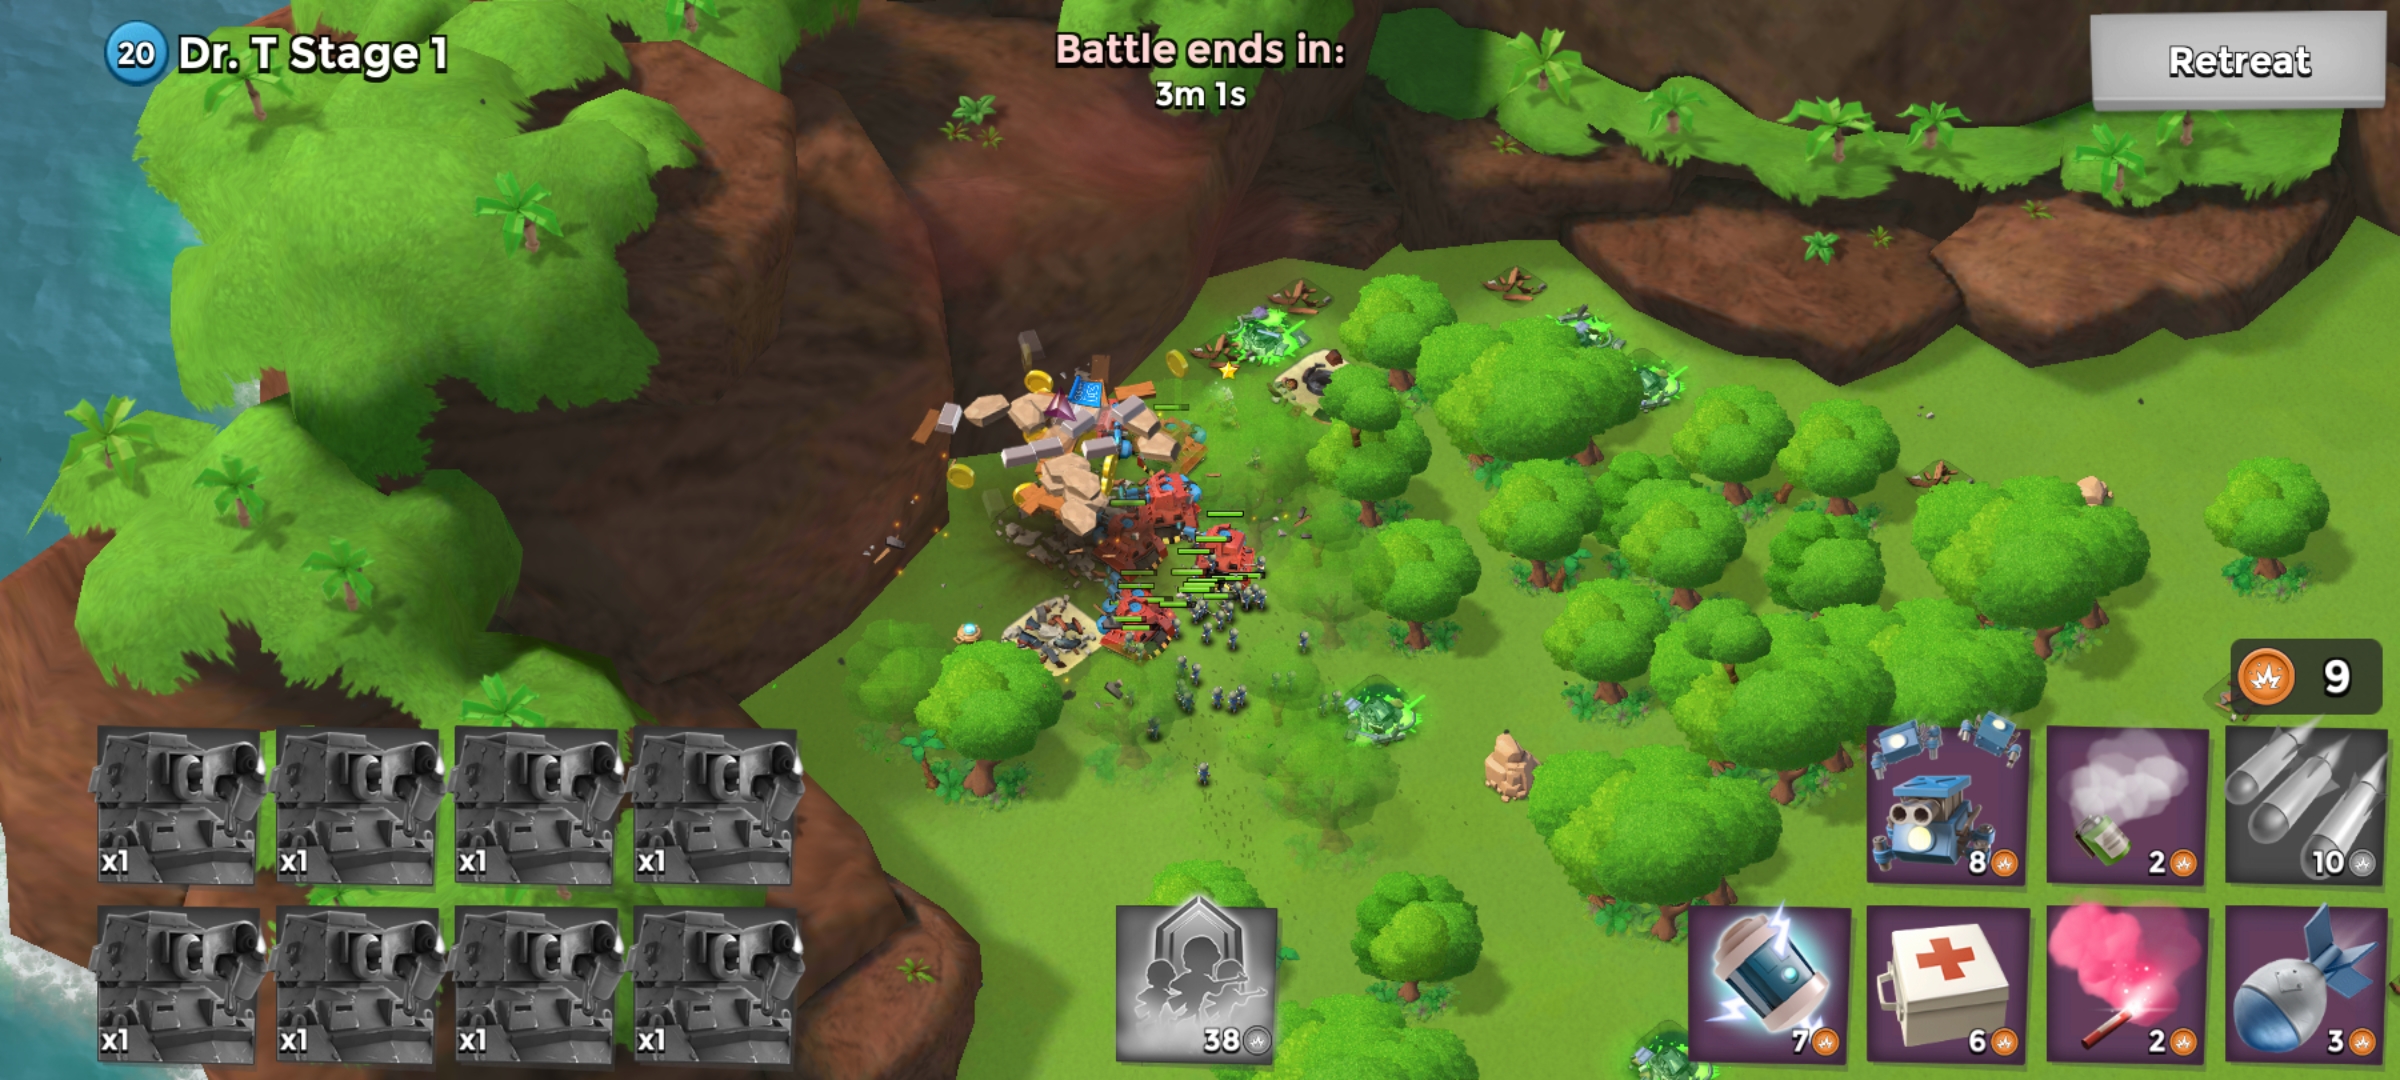 20 Dr. T Stage 1
Battle ends in:
3m 1s
Retreat
9
x1 x1 x1 x1
8 2 10
x1 x1 x1 x1
38
7 6 2 3